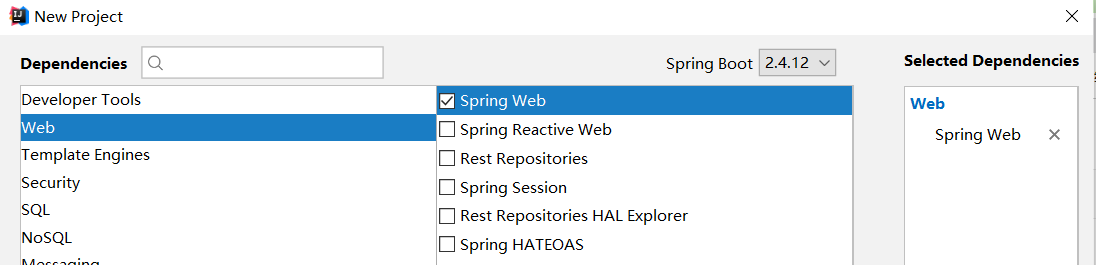 New Project
Dependencies
Spring Boot 2.4.12
Selected Dependencies
Developer Tools
Web
Template Engines
Security
SQL
NoSQL
Messaging
Spring Web
Spring Reactive Web
Rest Repositories
Spring Session
Rest Repositories HAL Explorer
Spring HATEOAS
Web
Spring Web